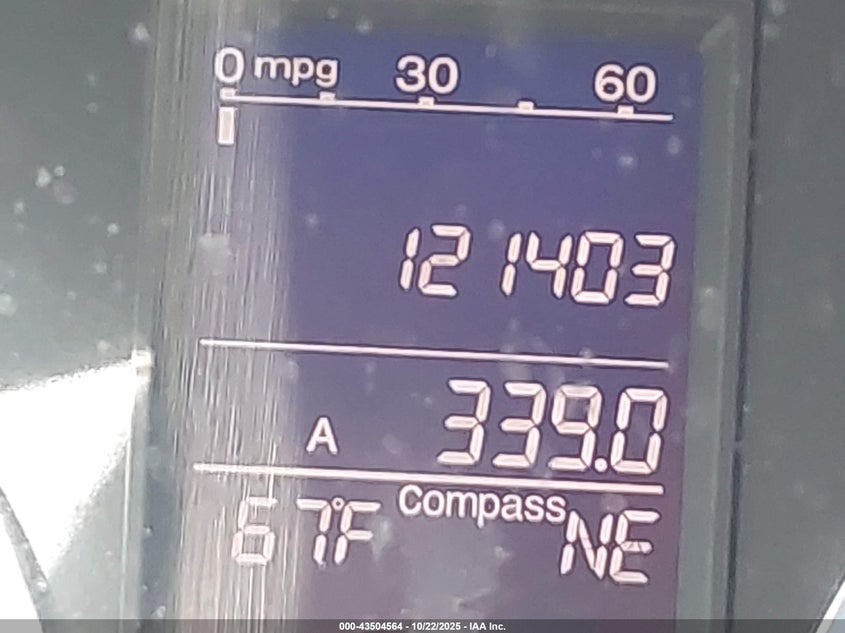 0 mpg 30 60
121403
A 339.0
67°F Compass NE
000-43504564 - 10/22/2025 - IAA Inc.